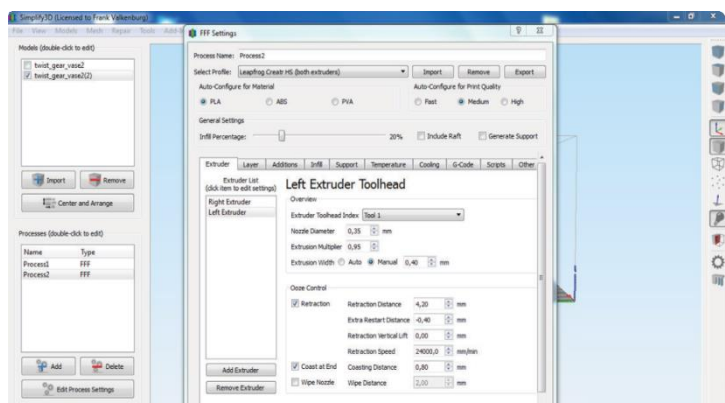 Simplify3D (Licensed to Frank Valkenburg)
File View Models Mesh Repair Tools Add-
FFF Settings
Models (double-click to edit)
twist_gear_vase2
twist_gear_vase2(2)
Import Remove
Center and Arrange
Processes (double-click to edit)
Name Type
Process1 FFF
Process2 FFF
Add Delete
Edit Process Settings
Process Name: Process2
Select Profile: Leapfrog Creatr HS (both extruders) Import Remove Export
Auto-Configure for Material Auto-Configure for Print Quality
PLA ABS PVA Fast Medium High
General Settings
Infill Percentage: 20% Include Raft Generate Support
Extruder Layer Additions Infill Support Temperature Cooling G-Code Scripts Other
Extruder List
(click item to edit settings)
Right Extruder
Left Extruder
Add Extruder
Remove Extruder
Left Extruder Toolhead
Overview
Extruder Toolhead Index Tool 1
Nozzle Diameter 0,35 mm
Extrusion Multiplier 0,95
Extrusion Width Auto Manual 0,40 mm
Ooze Control
Retraction Retraction Distance 4,20 mm
Extra Restart Distance -0,40 mm
Retraction Vertical Lift 0,00 mm
Retraction Speed 24000,0 mm/min
Coast at End Coasting Distance 0,80 mm
Wipe Nozzle Wipe Distance 2,00 mm